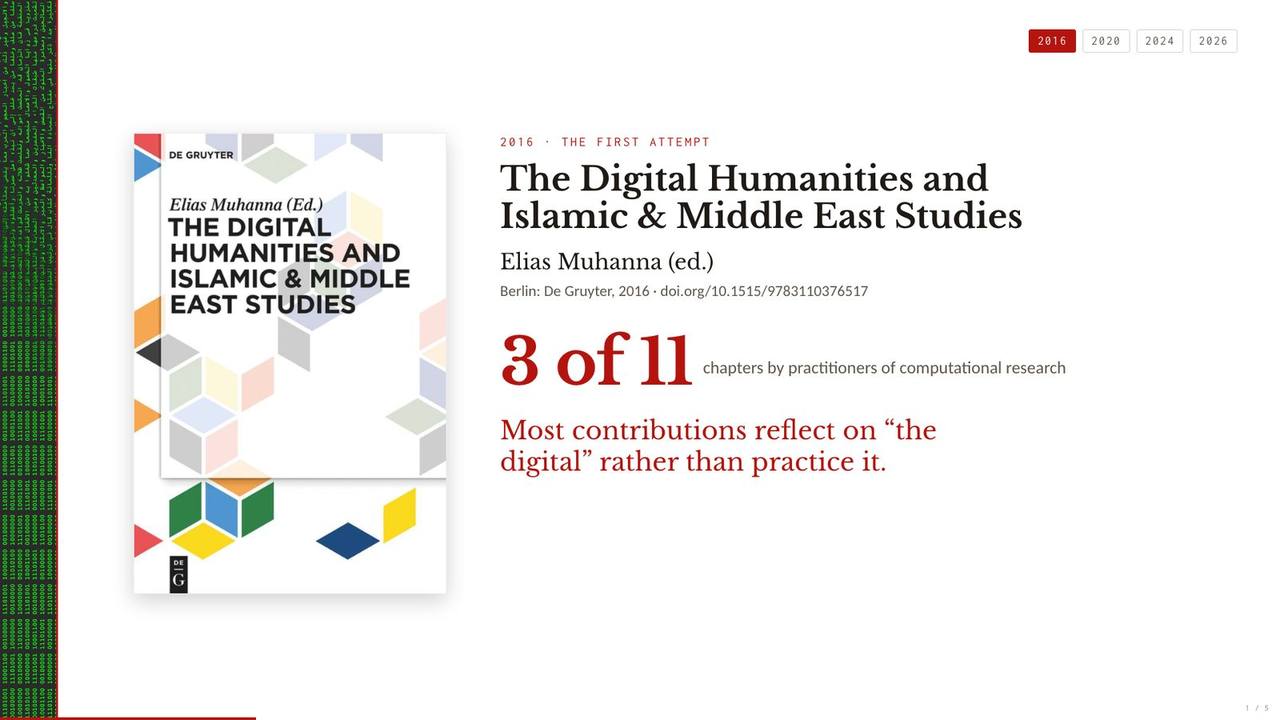 2016
2020
2024
2026
DE GRUYTER
Elias Muhanna (Ed.)
THE DIGITAL
HUMANITIES AND
ISLAMIC & MIDDLE
EAST STUDIES
DE
G
2016 · THE FIRST ATTEMPT
The Digital Humanities and
Islamic & Middle East Studies
Elias Muhanna (ed.)
Berlin: De Gruyter, 2016 · doi.org/10.1515/9783110376517
3 of 11 chapters by practitioners of computational research
Most contributions reflect on “the
digital” rather than practice it.
1 / 5